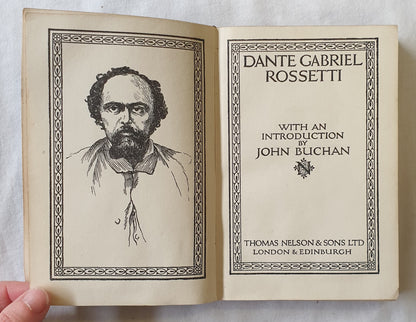 DANTE GABRIEL
ROSSETTI
WITH AN
INTRODUCTION
BY
JOHN BUCHAN
N
THOMAS NELSON & SONS LTD
LONDON & EDINBURGH